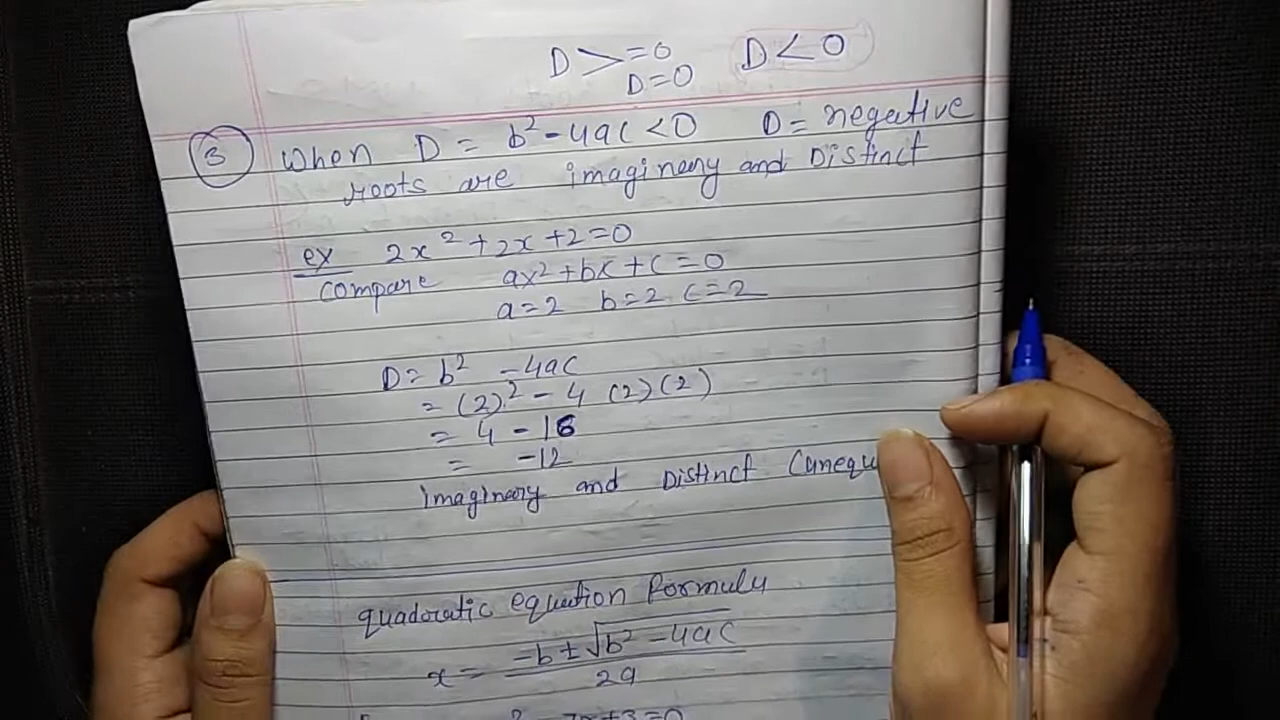 D > = 0 D < 0
D = 0
3 When D = b² - 4ac < 0 D = negative
roots are imaginary and Distinct
ex 2x² + 2x + 2 = 0
compare ax² + bx + c = 0
a = 2 b = 2 c = 2
D = b² - 4ac
= (2)² - 4 (2) (2)
= 4 - 16
= -12
imaginary and Distinct (unequ
quadratic equation formula
x = -b ± √b² - 4ac / 2a